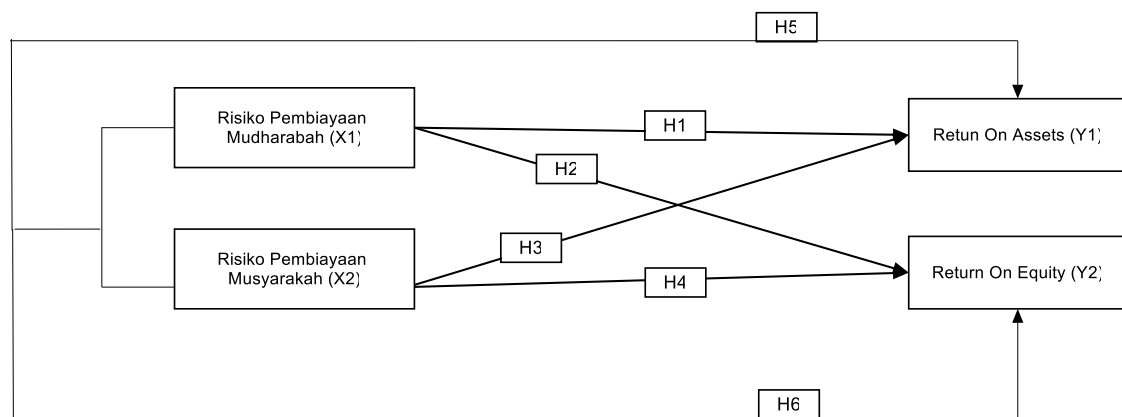 H5
Risiko Pembiayaan
Mudharabah (X1)
H1
Retun On Assets (Y1)
H2
Risiko Pembiayaan
Musyarakah (X2)
H3
H4
Return On Equity (Y2)
H6